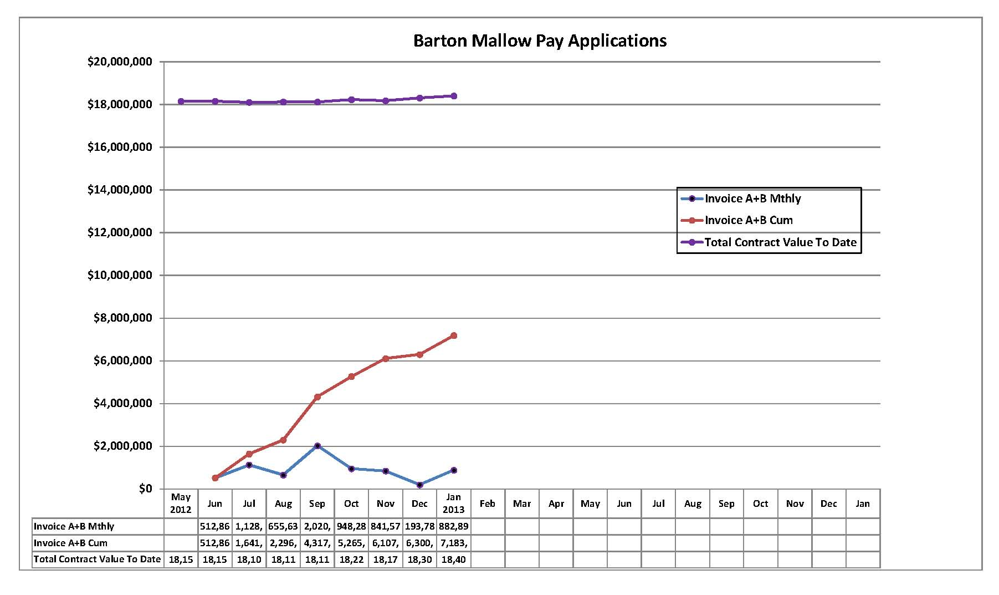 Barton Mallow Pay Applications
$20,000,000
$18,000,000
$16,000,000
$14,000,000
$12,000,000
$10,000,000
$8,000,000
$6,000,000
$4,000,000
$2,000,000
$0
Invoice A+B Mthly
Invoice A+B Cum
Total Contract Value To Date
May 2012 Jun Jul Aug Sep Oct Nov Dec Jan 2013 Feb Mar Apr May Jun Jul Aug Sep Oct Nov Dec Jan
Invoice A+B Mthly 512,86 1,128, 655,63 2,020, 948,28 841,57 193,78 882,89
Invoice A+B Cum 512,86 1,641, 2,296, 4,317, 5,265, 6,107, 6,300, 7,183,
Total Contract Value To Date 18,15 18,15 18,10 18,11 18,11 18,22 18,17 18,30 18,40